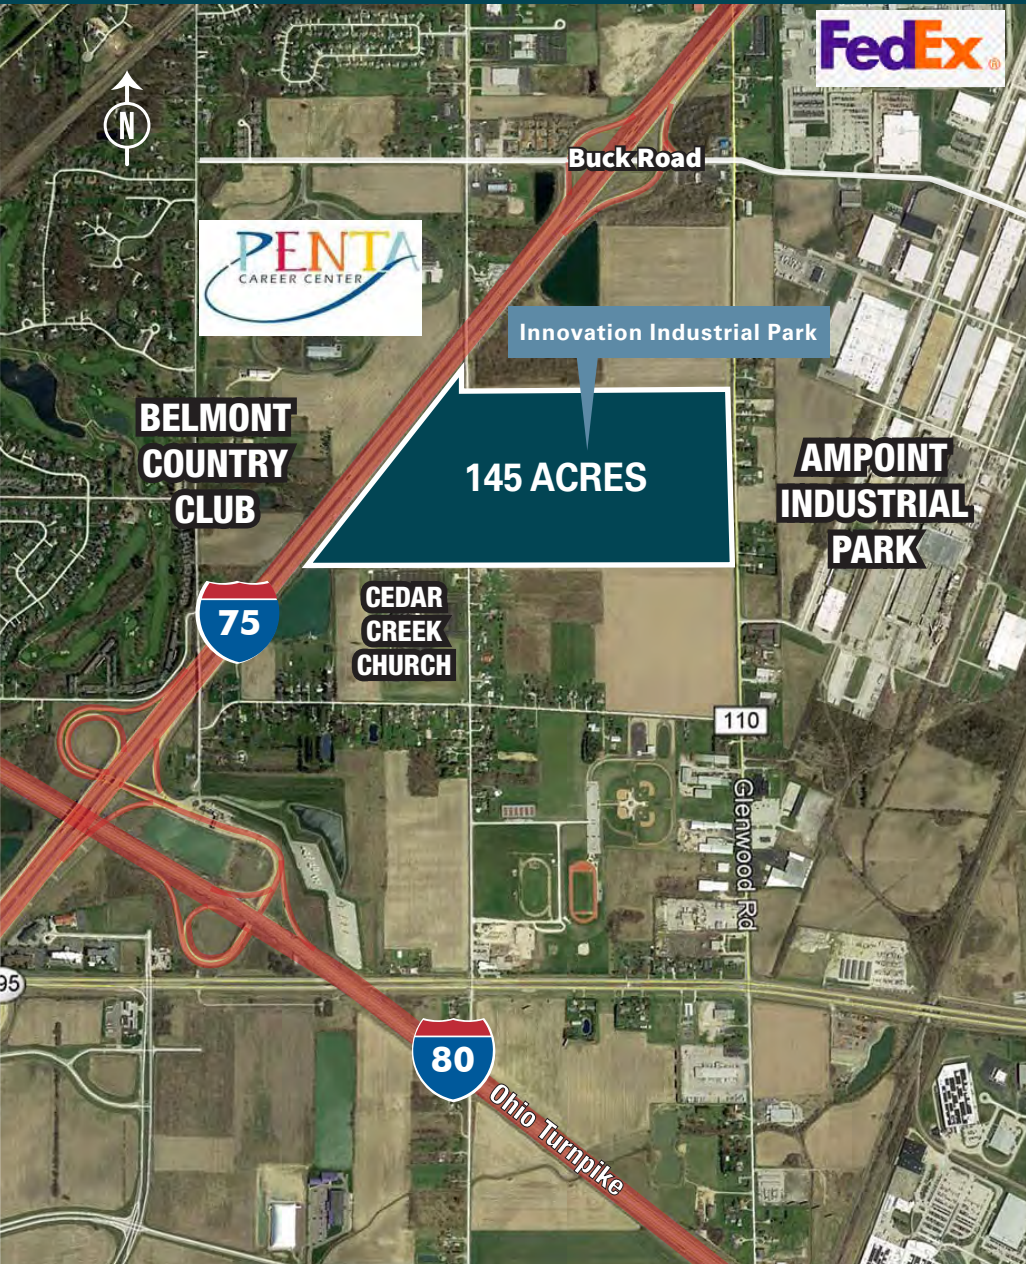 FedEx®
N
Buck Road
PENTA
CAREER CENTER
Innovation Industrial Park
BELMONT
COUNTRY
CLUB
145 ACRES
AMPOINT
INDUSTRIAL
PARK
75
CEDAR
CREEK
CHURCH
110
Glenwood Rd
95
80
Ohio Turnpike